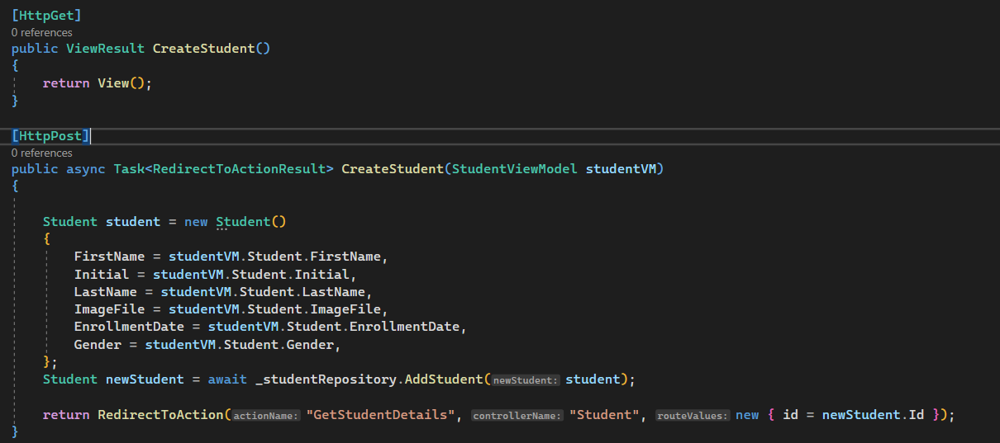 [HttpGet]
0 references
public ViewResult CreateStudent()
{
return View();
}
[HttpPost]
0 references
public async Task<RedirectToActionResult> CreateStudent(StudentViewModel studentVM)
{
Student student = new Student()
{
FirstName = studentVM.Student.FirstName,
Initial = studentVM.Student.Initial,
LastName = studentVM.Student.LastName,
ImageFile = studentVM.Student.ImageFile,
EnrollmentDate = studentVM.Student.EnrollmentDate,
Gender = studentVM.Student.Gender,
};
Student newStudent = await _studentRepository.AddStudent(newStudent: student);
return RedirectToAction(actionName: "GetStudentDetails", controllerName: "Student", routeValues: new { id = newStudent.Id });
}